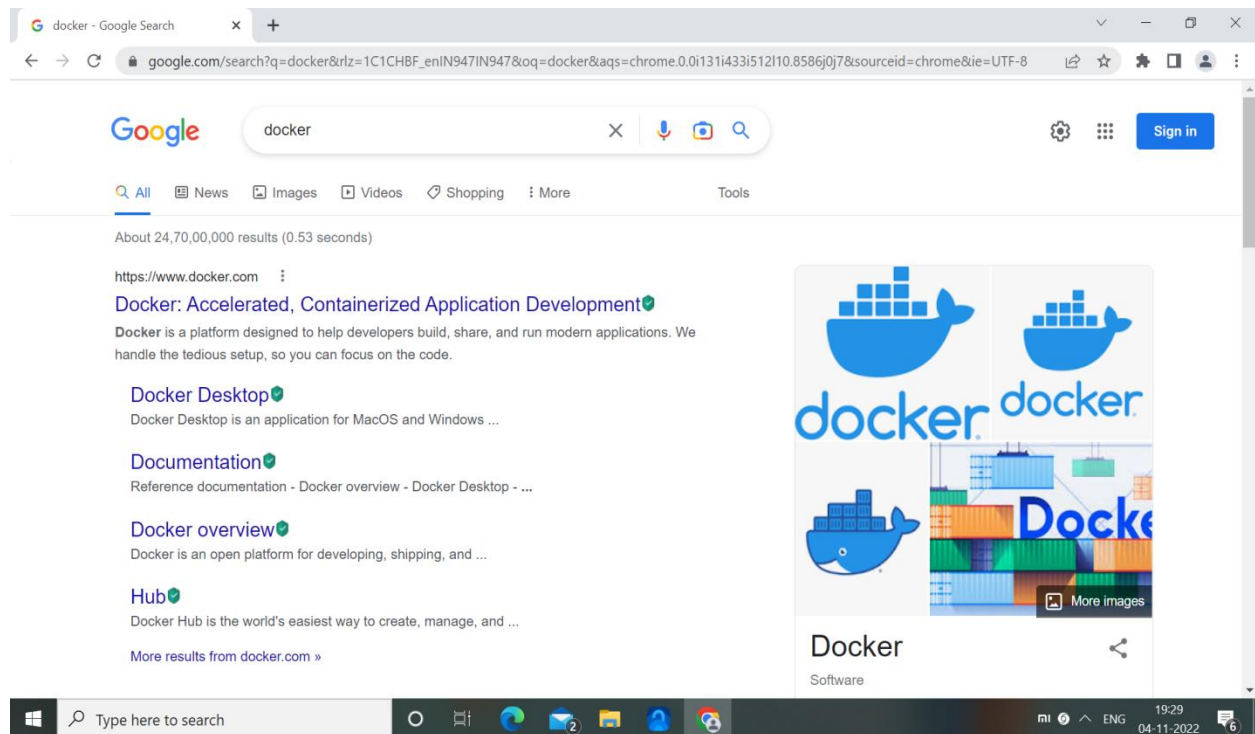 docker - Google Search
google.com/search?q=docker&rlz=1C1CHBF_enIN947IN947&oq=docker&aqs=chrome.0.0i131i433i512l10.8586j0j7&sourceid=chrome&ie=UTF-8
Google
docker
Sign in
All News Images Videos Shopping More Tools
About 24,70,00,000 results (0.53 seconds)
https://www.docker.com
Docker: Accelerated, Containerized Application Development
Docker is a platform designed to help developers build, share, and run modern applications. We
handle the tedious setup, so you can focus on the code.
Docker Desktop
Docker Desktop is an application for MacOS and Windows ...
Documentation
Reference documentation - Docker overview - Docker Desktop - ...
Docker overview
Docker is an open platform for developing, shipping, and ...
Hub
Docker Hub is the world's easiest way to create, manage, and ...
More results from docker.com »
docker
docker
Docke
More images
Docker
Software
Type here to search
2
mi
ENG
19:29
04-11-2022
6